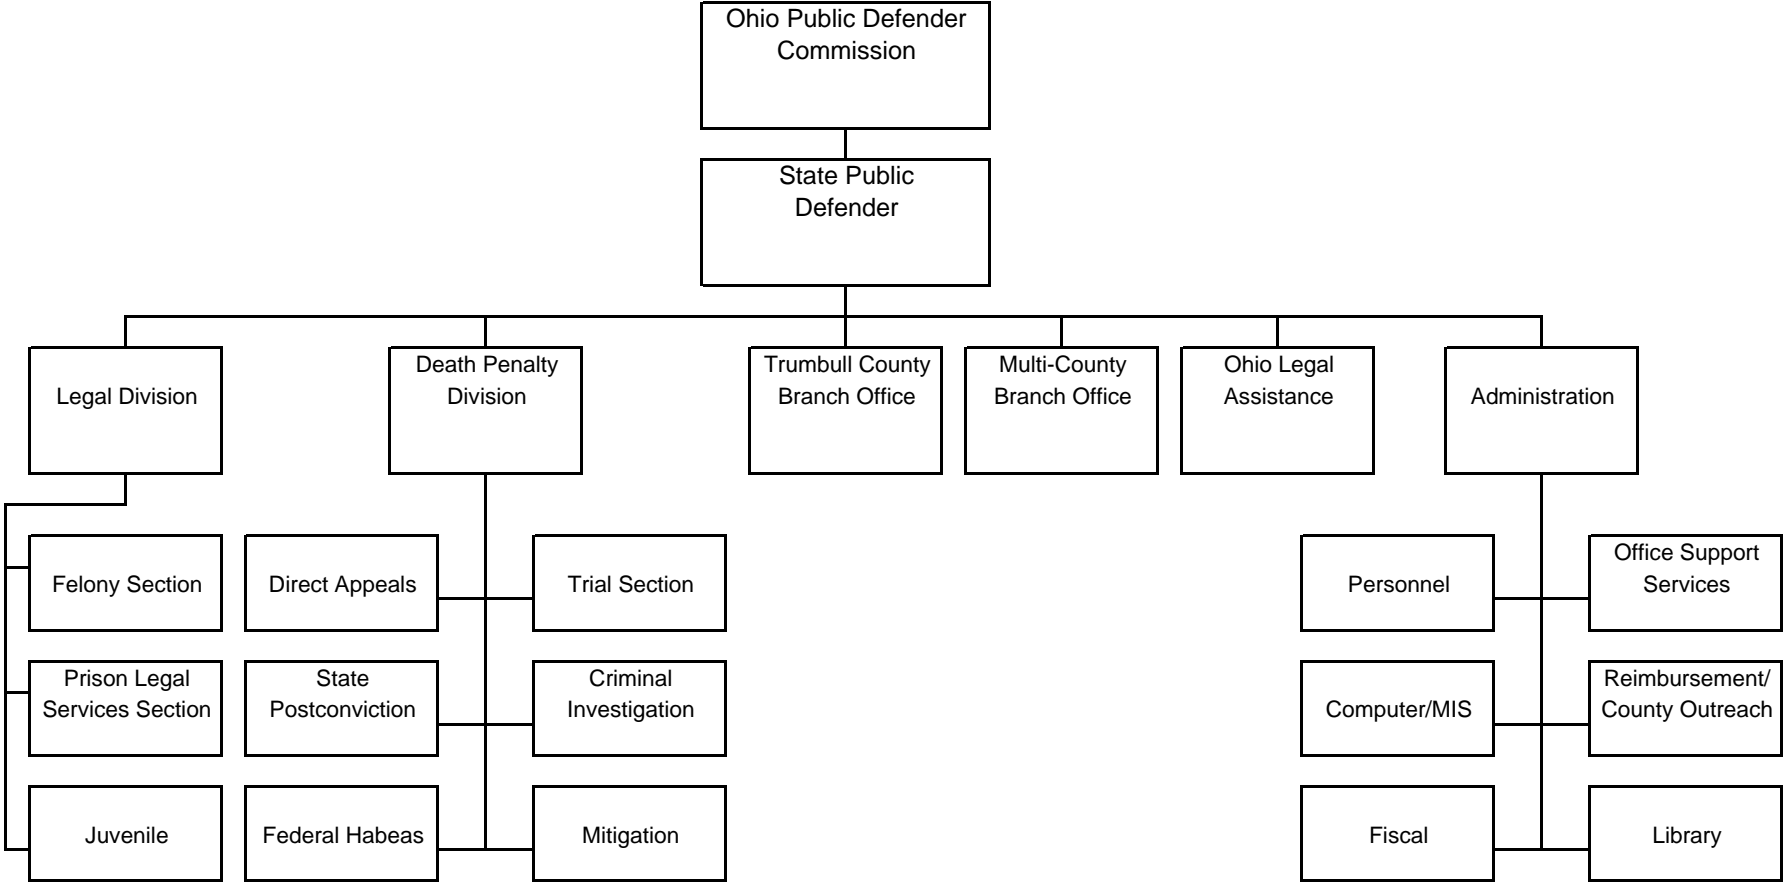 Ohio Public Defender
Commission
State Public
Defender
Legal Division
Death Penalty
Division
Trumbull County
Branch Office
Multi-County
Branch Office
Ohio Legal
Assistance
Administration
Felony Section
Direct Appeals
Trial Section
Personnel
Office Support
Services
Prison Legal
Services Section
State
Postconviction
Criminal
Investigation
Computer/MIS
Reimbursement/
County Outreach
Juvenile
Federal Habeas
Mitigation
Fiscal
Library